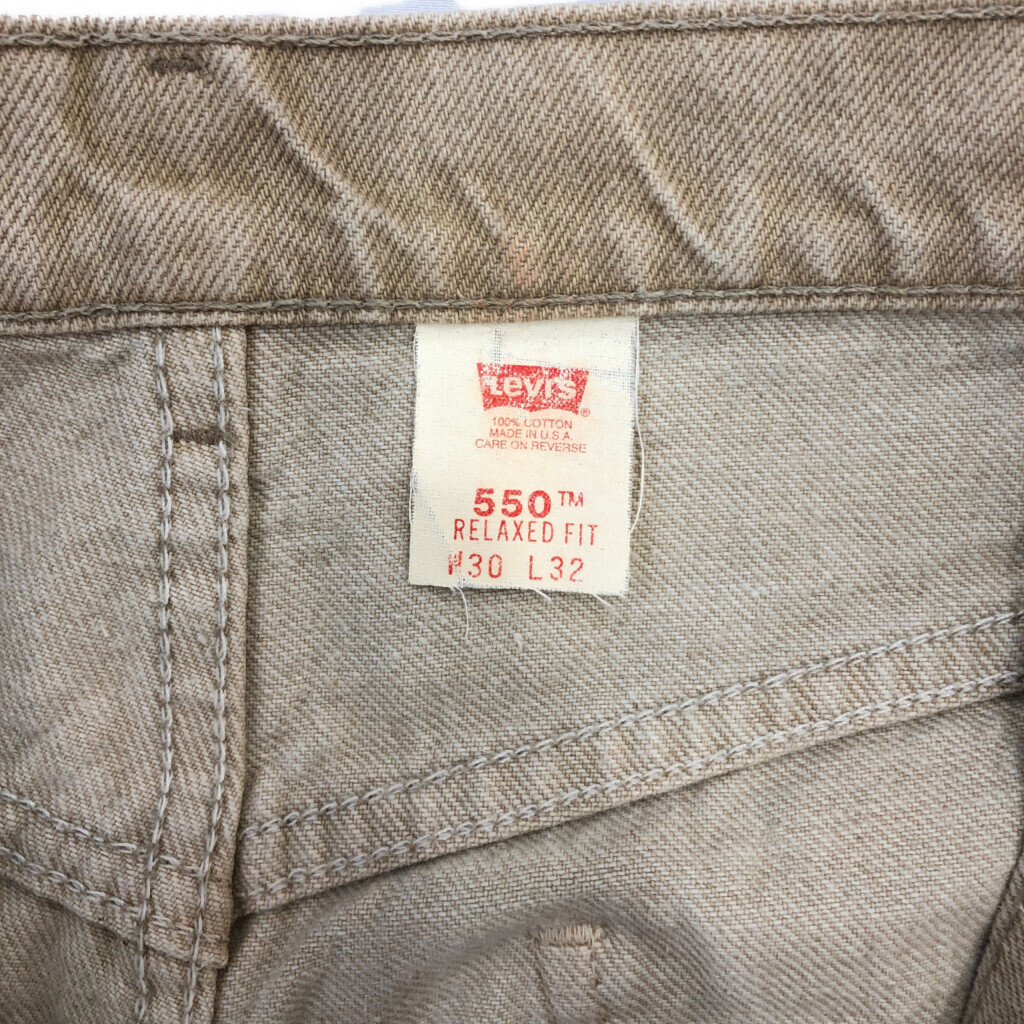 Levi's ®
100% COTTON
MADE IN U.S.A.
CARE ON REVERSE
550™
RELAXED FIT
W30 L32